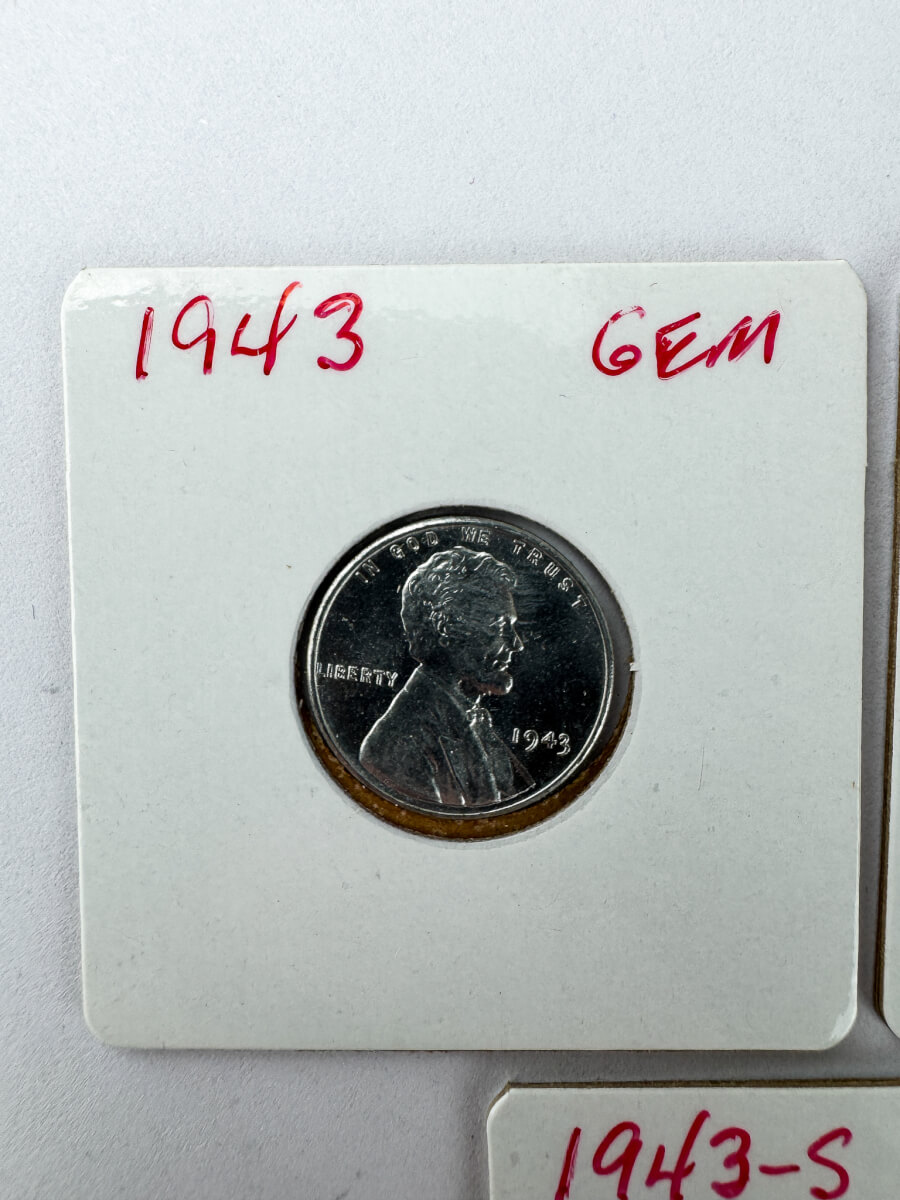 1943 GEM
IN GOD WE TRUST
LIBERTY
1943
1943-S